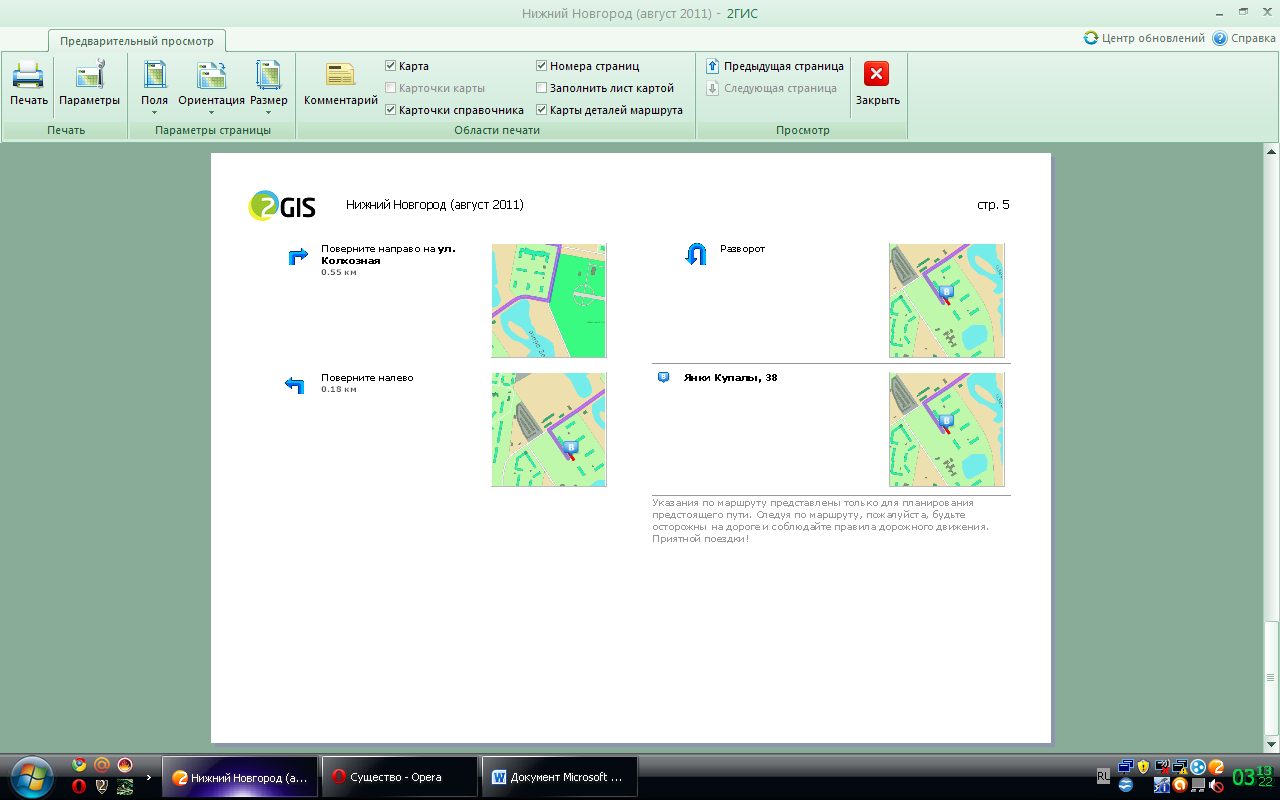 Нижний Новгород (август 2011) - 2ГИС
Предварительный просмотр
Центр обновлений
Справка
Печать
Параметры
Печать
Поля
Ориентация
Размер
Параметры страницы
Комментарий
Карта
Карточки карты
Карточки справочника
Номера страниц
Заполнить лист картой
Карты деталей маршрута
Области печати
Предыдущая страница
Следующая страница
Закрыть
Просмотр
2GIS
Нижний Новгород (август 2011)
стр. 5
Поверните направо на ул.
Колхозная
0.55 км
Поверните налево
0.18 км
Разворот
Янки Купалы, 38
Указания по маршруту представлены только для планирования
предстоящего пути. Следуя по маршруту, пожалуйста, будьте
осторожны на дороге и соблюдайте правила дорожного движения.
Приятной поездки!
Нижний Новгород (а...
Существо - Opera
Документ Microsoft ...
RL
03
13
22